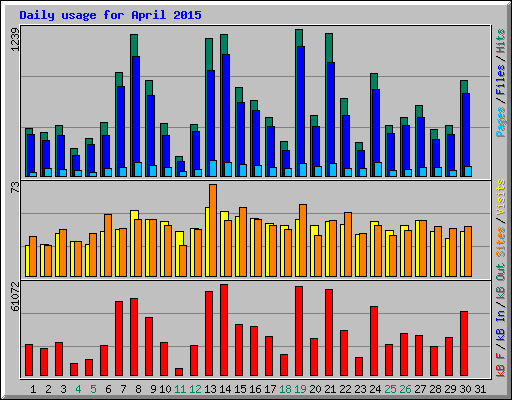 Daily usage for April 2015
1239
Pages / Files / Hits
73
Sites / Visits
61072
kB F / kB In / kB Out
1 2 3 4 5 6 7 8 9 10 11 12 13 14 15 16 17 18 19 20 21 22 23 24 25 26 27 28 29 30 31